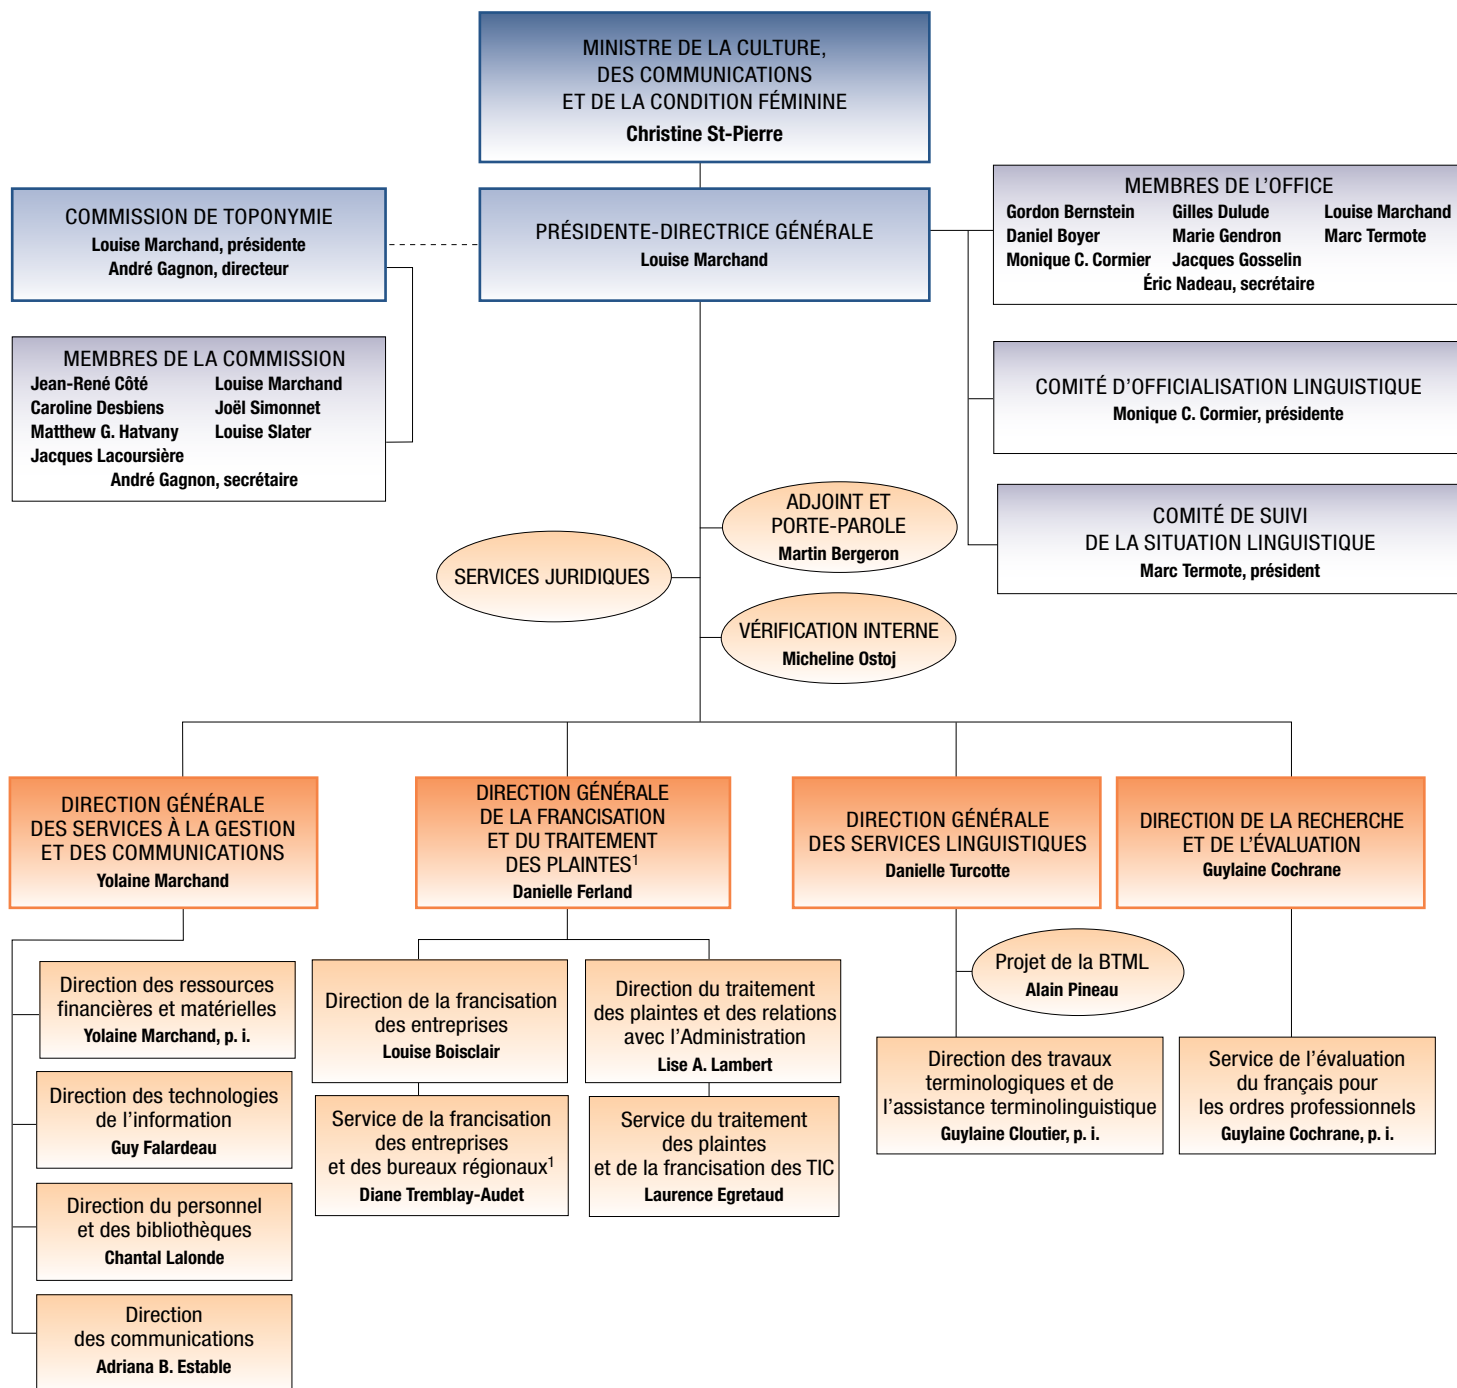 MINISTRE DE LA CULTURE,
DES COMMUNICATIONS
ET DE LA CONDITION FÉMININE
Christine St-Pierre
COMMISSION DE TOPONYMIE
Louise Marchand, présidente
André Gagnon, directeur
PRÉSIDENTE-DIRECTRICE GÉNÉRALE
Louise Marchand
MEMBRES DE L’OFFICE
Gordon Bernstein Gilles Dulude Louise Marchand
Daniel Boyer Marie Gendron Marc Termote
Monique C. Cormier Jacques Gosselin
Éric Nadeau, secrétaire
MEMBRES DE LA COMMISSION
Jean-René Côté Louise Marchand
Caroline Desbiens Joël Simonnet
Matthew G. Hatvany Louise Slater
Jacques Lacoursière
André Gagnon, secrétaire
COMITÉ D’OFFICIALISATION LINGUISTIQUE
Monique C. Cormier, présidente
COMITÉ DE SUIVI
DE LA SITUATION LINGUISTIQUE
Marc Termote, président
ADJOINT ET
PORTE-PAROLE
Martin Bergeron
SERVICES JURIDIQUES
VÉRIFICATION INTERNE
Micheline Ostoj
DIRECTION GÉNÉRALE
DES SERVICES À LA GESTION
ET DES COMMUNICATIONS
Yolaine Marchand
DIRECTION GÉNÉRALE
DE LA FRANCISATION
ET DU TRAITEMENT
DES PLAINTES¹
Danielle Ferland
DIRECTION GÉNÉRALE
DES SERVICES LINGUISTIQUES
Danielle Turcotte
DIRECTION DE LA RECHERCHE
ET DE L’ÉVALUATION
Guylaine Cochrane
Direction des ressources
financières et matérielles
Yolaine Marchand, p. i.
Direction des technologies
de l’information
Guy Falardeau
Direction du personnel
et des bibliothèques
Chantal Lalonde
Direction
des communications
Adriana B. Estable
Direction de la francisation
des entreprises
Louise Boisclair
Service de la francisation
des entreprises
et des bureaux régionaux¹
Diane Tremblay-Audet
Direction du traitement
des plaintes et des relations
avec l’Administration
Lise A. Lambert
Service du traitement
des plaintes
et de la francisation des TIC
Laurence Egretaud
Projet de la BTML
Alain Pineau
Direction des travaux
terminologiques et de
l’assistance terminolinguistique
Guylaine Cloutier, p. i.
Service de l’évaluation
du français pour
les ordres professionnels
Guylaine Cochrane, p. i.